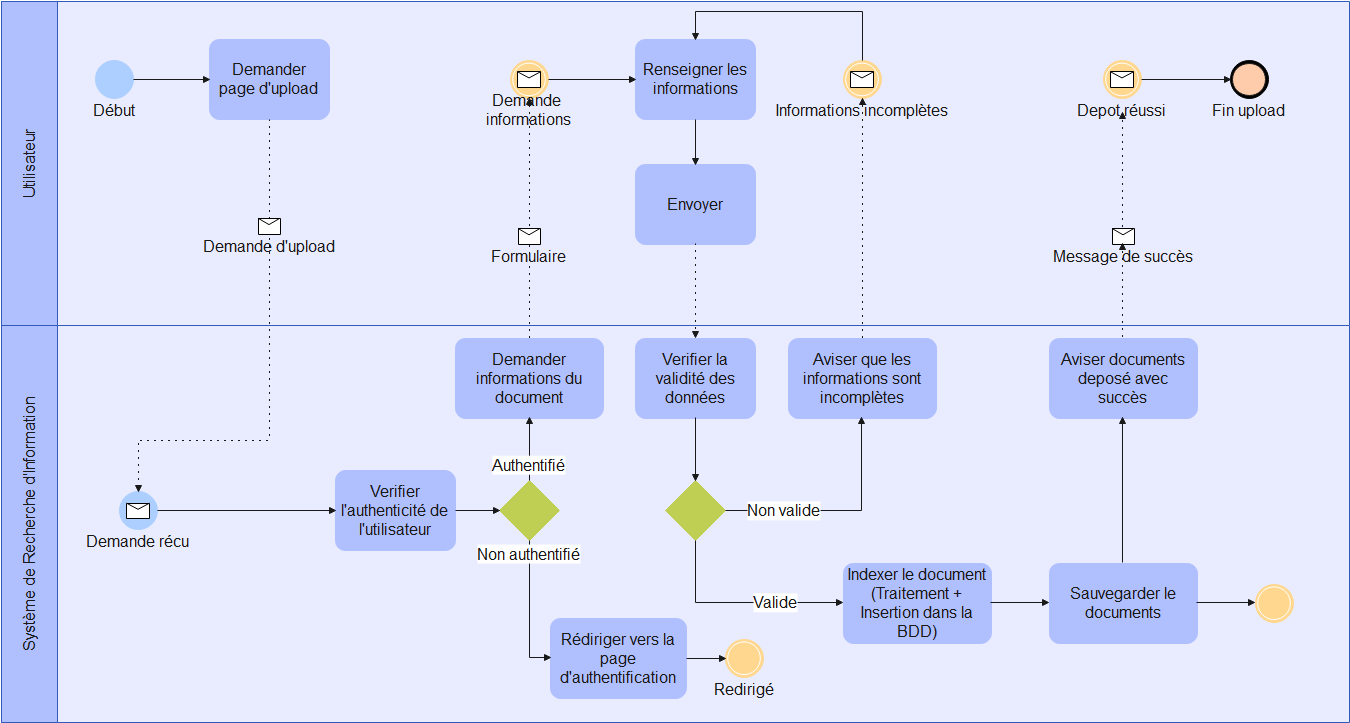 Utilisateur
Début
Demander
page d'upload
Demande d'upload
Demande
informations
Formulaire
Renseigner les
informations
Envoyer
Informations incomplètes
Depot réussi
Message de succès
Fin upload
Système de Recherche d'Information
Demande récu
Verifier
l'authenticité de
l'utilisateur
Demander
informations du
document
Authentifié
Non authentifié
Rédiriger vers la
page
d'authentification
Redirigé
Verifier la
validité des
données
Aviser que les
informations sont
incomplètes
Non valide
Valide
Indexer le document
(Traitement +
Insertion dans la
BDD)
Aviser documents
deposé avec
succès
Sauvegarder le
documents